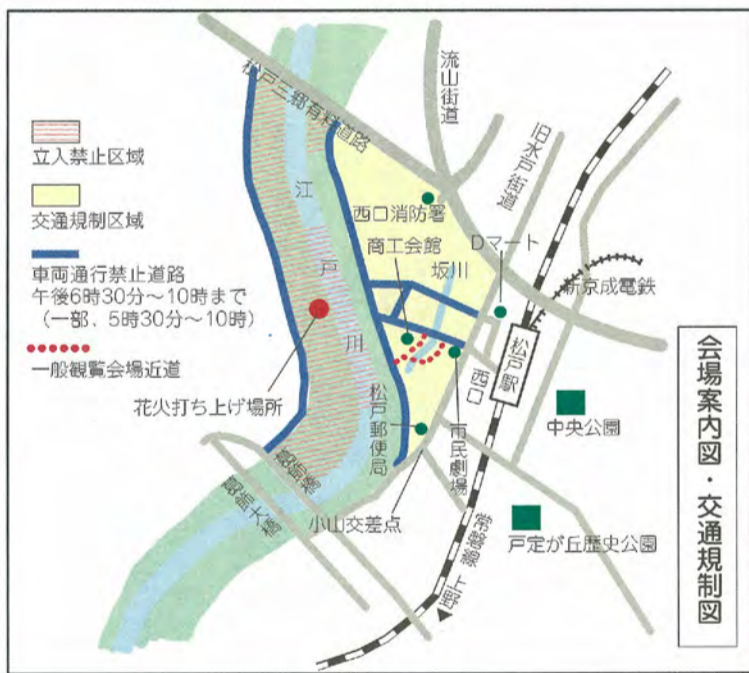 立入禁止区域
交通規制区域
車両通行禁止道路
午後6時30分～10時まで
（一部、5時30分～10時）
一般観覧会場近道
花火打ち上げ場所
松戸三郷有料道路
流山街道
旧水戸街道
江戸川
西口消防署
商工会館
坂川
Dマート
新京成電鉄
松戸駅
西口
中央公園
市民劇場
松戸郵便局
小山交差点
戸定が丘歴史公園
葛飾橋
葛飾大橋
常磐線
上野
会場案内図・交通規制図